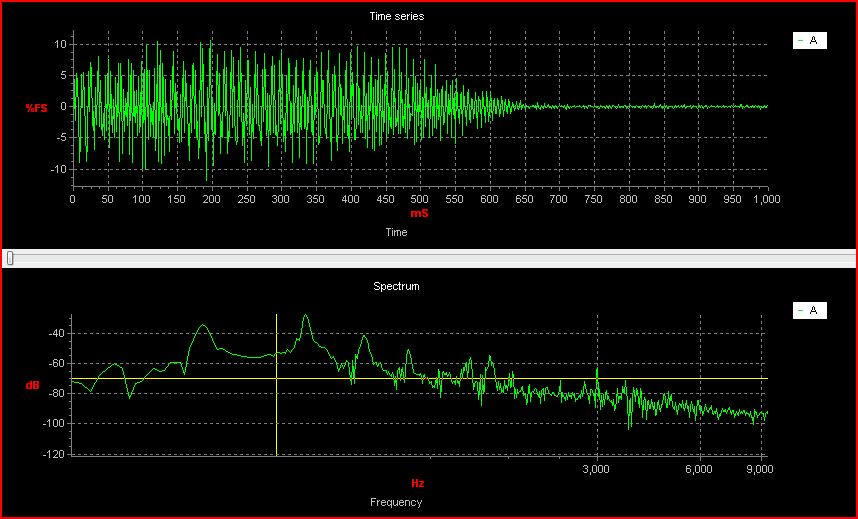 Time series
– A
10
5
%FS
0
-5
-10
0 50 100 150 200 250 300 350 400 450 500 550 600 650 700 750 800 850 900 950 1,000
mS
Time
Spectrum
– A
-40
-60
dB
-80
-100
-120
3,000 6,000 9,000
Hz
Frequency